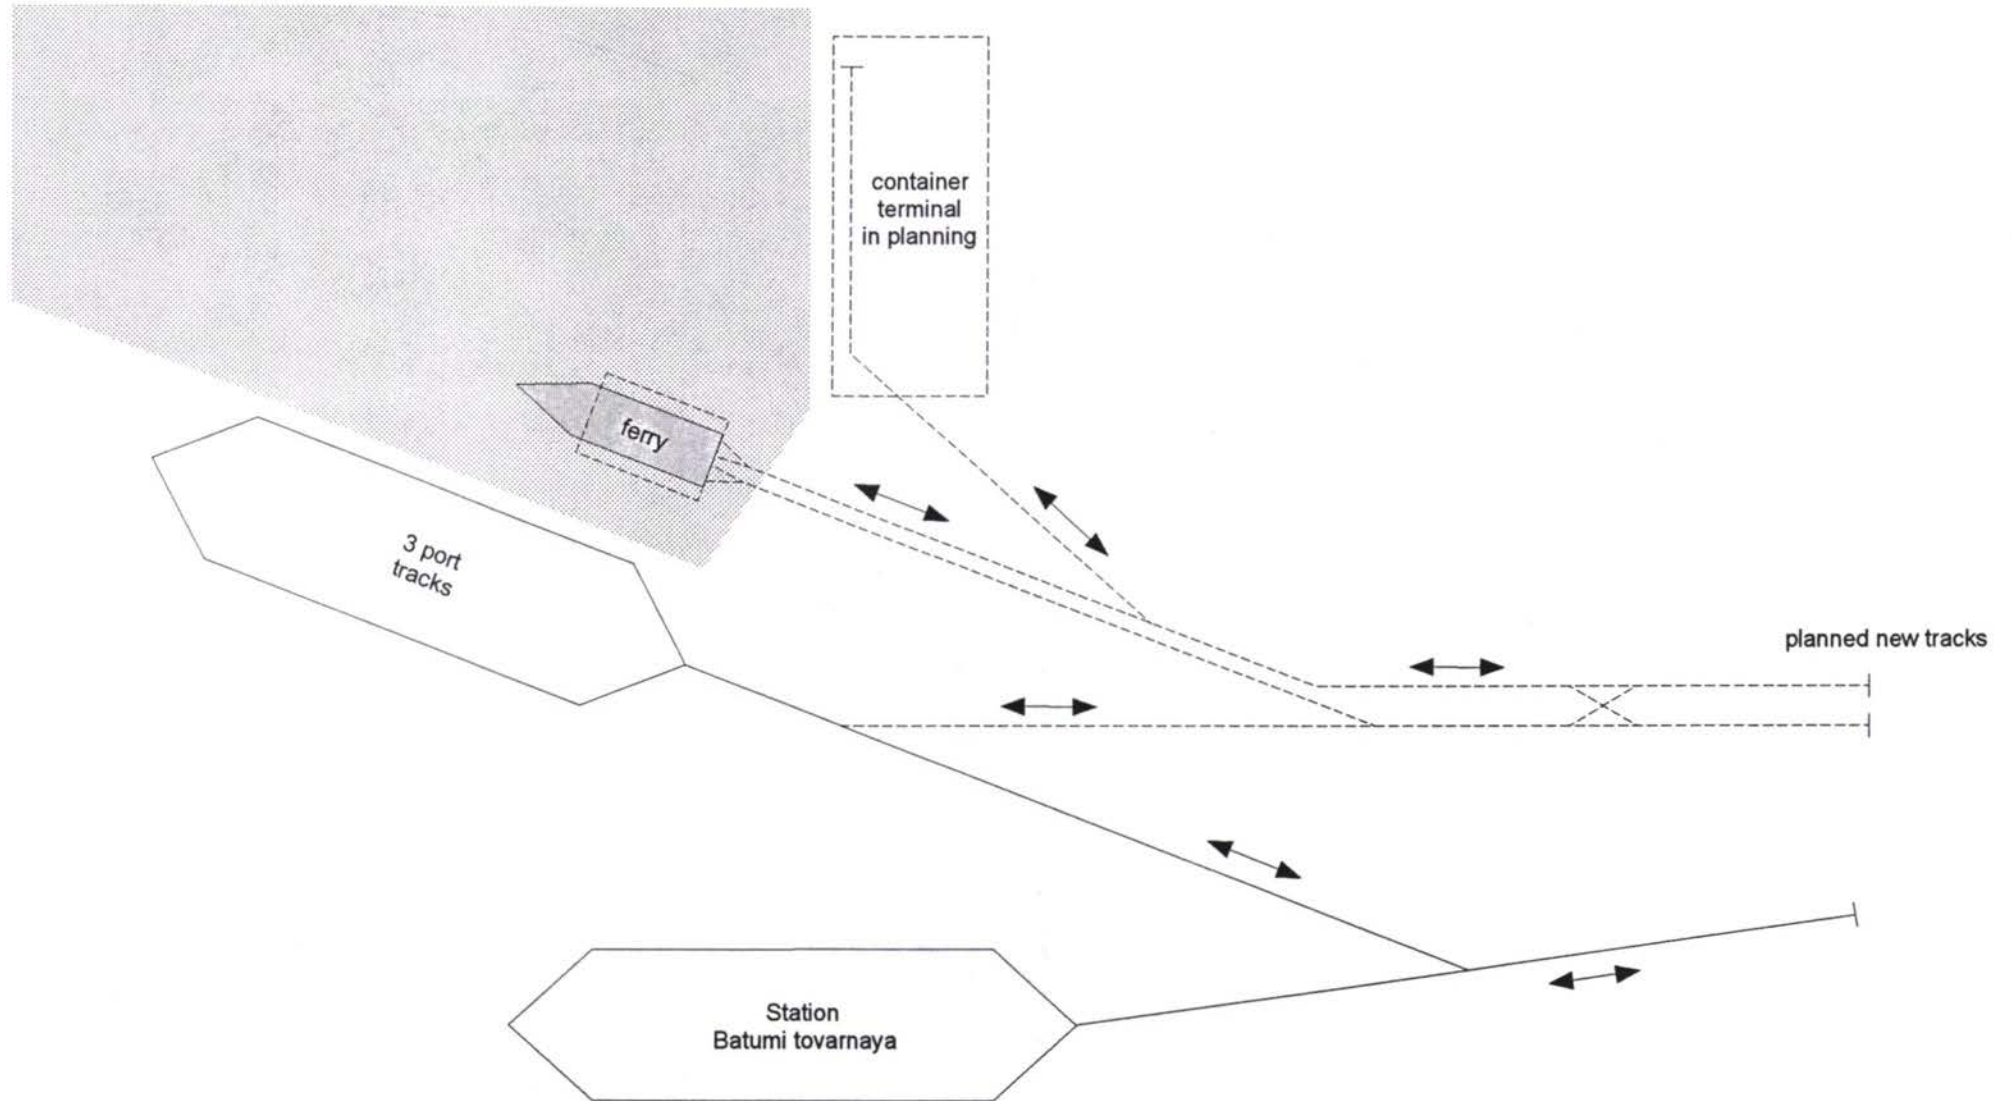 container
terminal
in planning
ferry
3 port
tracks
planned new tracks
Station
Batumi tovarnaya